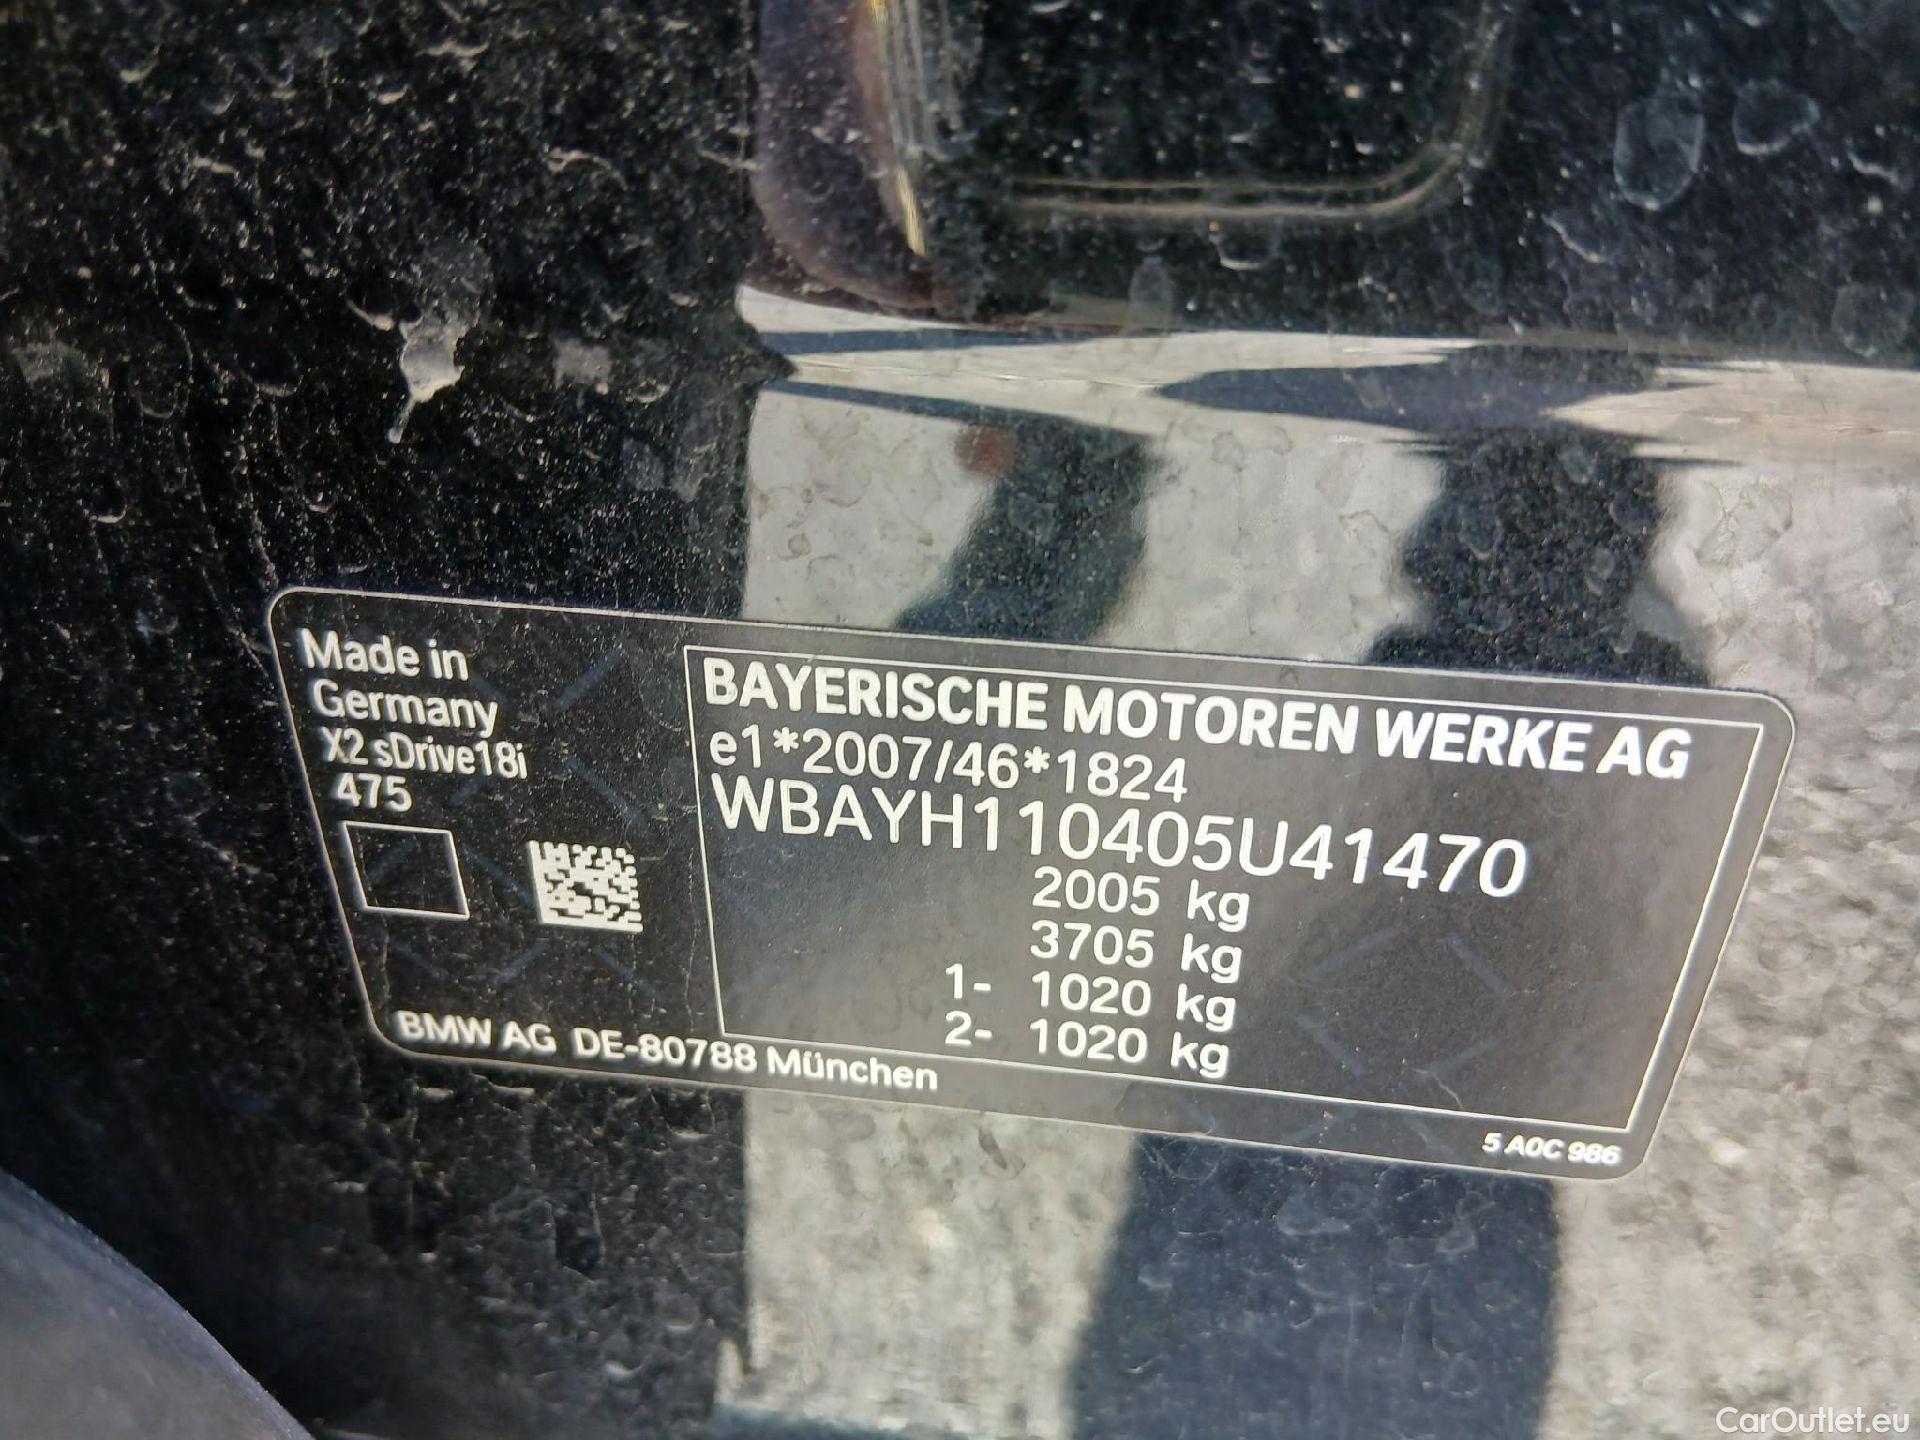 Made in
Germany
X2 sDrive18i
475
BAYERISCHE MOTOREN WERKE AG
e1*2007/46*1824
WBAYH110405U41470
2005 kg
3705 kg
1- 1020 kg
2- 1020 kg
BMW AG DE-80788 München
5 A0C 986
CarOutlet.eu